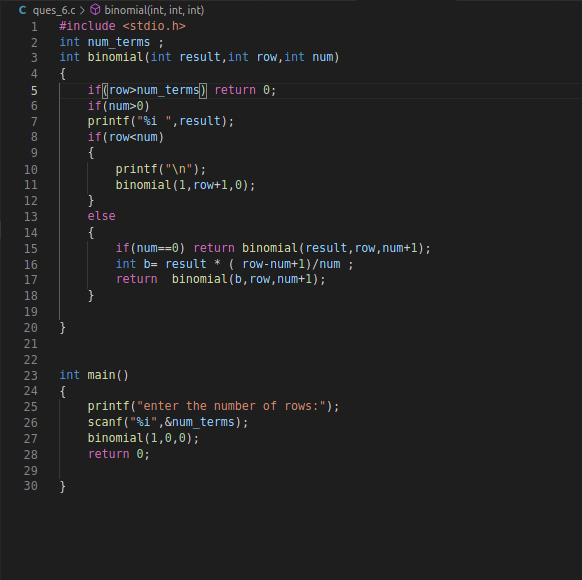 C ques_6.c > binomial(int, int, int)
1 #include <stdio.h>
2 int num_terms ;
3 int binomial(int result,int row,int num)
4 {
5     if(row>num_terms) return 0;
6     if(num>0)
7     printf("%i ",result);
8     if(row<num)
9     {
10         printf("\n");
11         binomial(1,row+1,0);
12     }
13     else
14     {
15         if(num==0) return binomial(result,row,num+1);
16         int b= result * ( row-num+1)/num ;
17         return  binomial(b,row,num+1);
18     }
19
20 }
21
22
23 int main()
24 {
25     printf("enter the number of rows:");
26     scanf("%i",&num_terms);
27     binomial(1,0,0);
28     return 0;
29
30 }